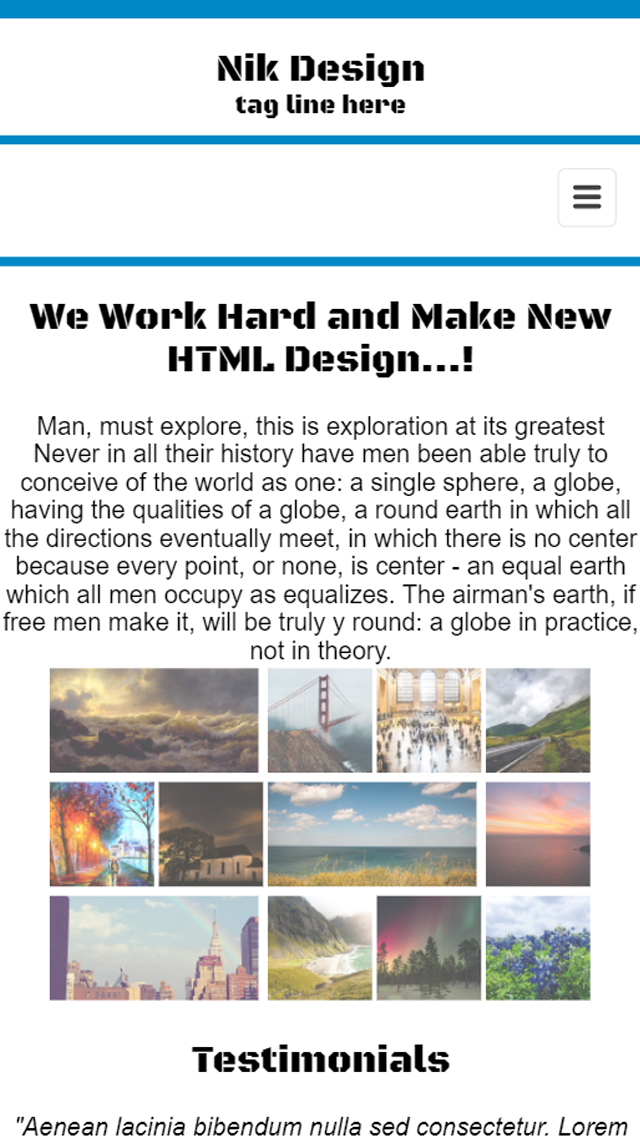 Nik Design
tag line here
We Work Hard and Make New
HTML Design...!
Man, must explore, this is exploration at its greatest
Never in all their history have men been able truly to
conceive of the world as one: a single sphere, a globe,
having the qualities of a globe, a round earth in which all
the directions eventually meet, in which there is no center
because every point, or none, is center - an equal earth
which all men occupy as equalizes. The airman's earth, if
free men make it, will be truly y round: a globe in practice,
not in theory.
Testimonials
"Aenean lacinia bibendum nulla sed consectetur. Lorem